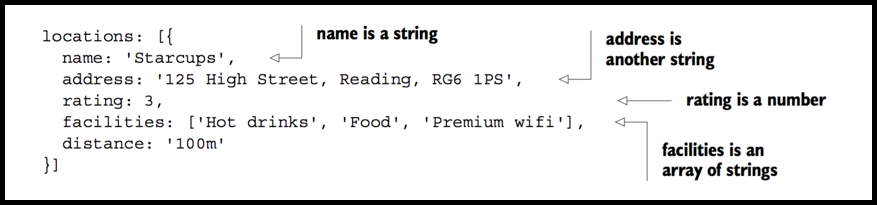 locations: [{
name is a string
name: 'Starcups',
address is
another string
address: '125 High Street, Reading, RG6 1PS',
rating: 3,
rating is a number
facilities: ['Hot drinks', 'Food', 'Premium wifi'],
facilities is an
array of strings
distance: '100m'
}]